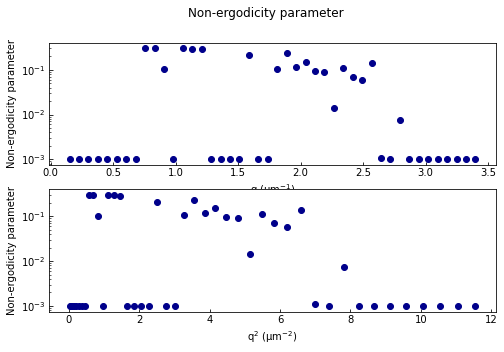 Non-ergodicity parameter
Non-ergodicity parameter
10⁻¹
10⁻²
10⁻³
0.0 0.5 1.0 1.5 2.0 2.5 3.0 3.5
q (μm⁻¹)
Non-ergodicity parameter
10⁻¹
10⁻²
10⁻³
0 2 4 6 8 10 12
q² (μm⁻²)